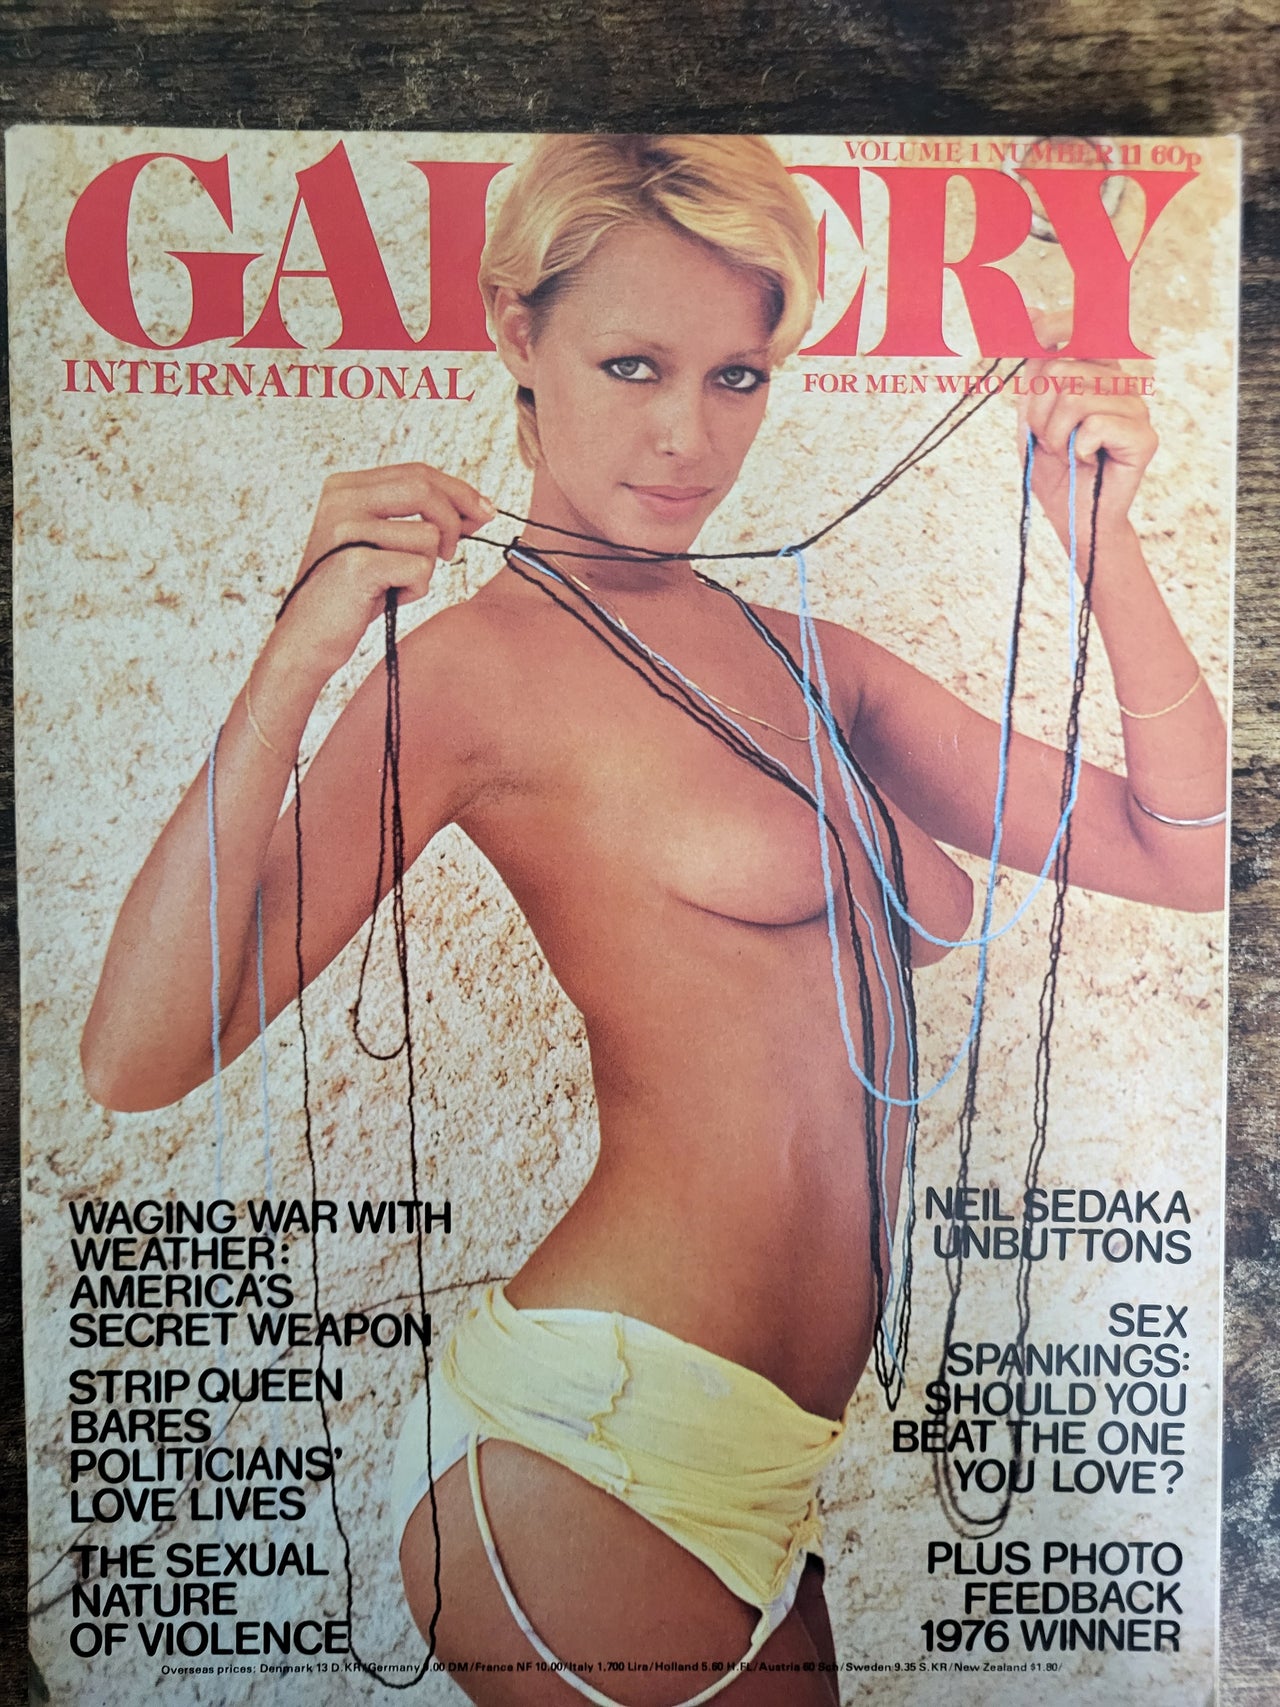 VOLUME 1 NUMBER 11 60p
GALLERY
INTERNATIONAL
FOR MEN WHO LOVE LIFE
WAGING WAR WITH
WEATHER:
AMERICA'S
SECRET WEAPON
STRIP QUEEN
BARES
POLITICIANS'
LOVE LIVES
THE SEXUAL
NATURE
OF VIOLENCE
NEIL SEDAKA
UNBUTTONS
SEX
SPANKINGS:
SHOULD YOU
BEAT THE ONE
YOU LOVE?
PLUS PHOTO
FEEDBACK
1976 WINNER
Overseas prices: Denmark 13 D.KR/Germany .00 DM/France NF 10.00/Italy 1,700 Lira/Holland 5.60 H.FL/Austria 60 Sch/Sweden 9.35 S.KR/New Zealand $1.80/